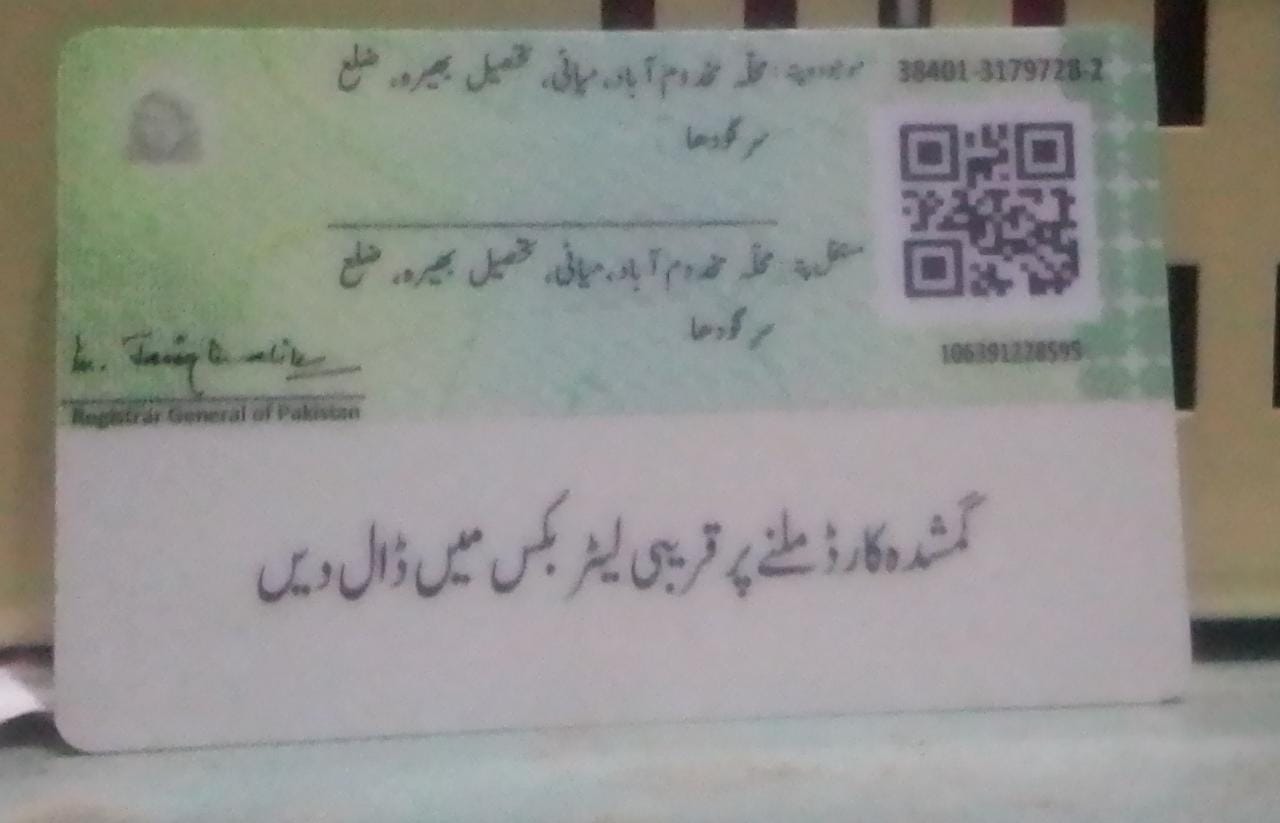 موجودہ پتہ: محلہ مخدوم آباد، میانی، تحصیل بھیرہ، ضلع
سرگودھا
38401-3179728-2
مستقل پتہ: محلہ مخدوم آباد، میانی، تحصیل بھیرہ، ضلع
سرگودھا
106391228595
Registrar General of Pakistan
گمشدہ کارڈ ملنے پر قریبی لیٹر بکس میں ڈال دیں